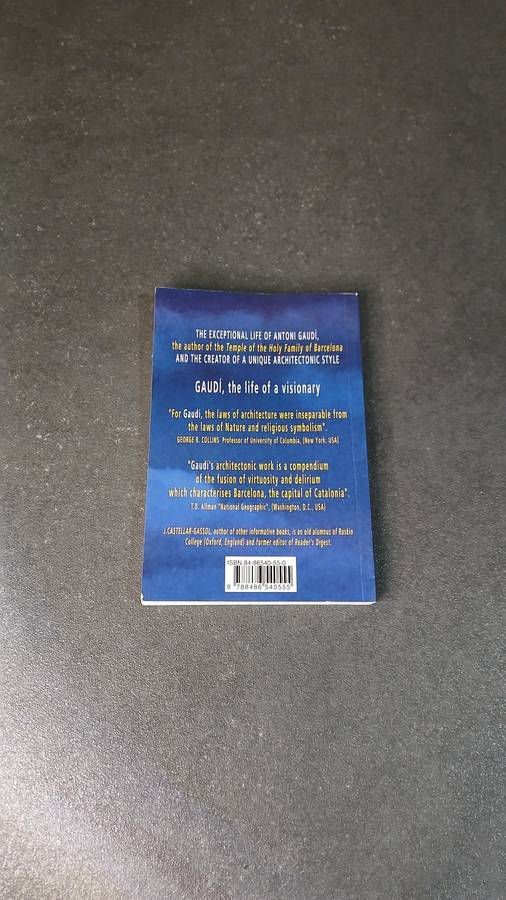 THE EXCEPTIONAL LIFE OF ANTONI GAUDÍ,
the author of the Temple of the Holy Family of Barcelona
AND THE CREATOR OF A UNIQUE ARCHITECTONIC STYLE
GAUDÍ, the life of a visionary
"For Gaudi, the laws of architecture were inseparable from
the laws of Nature and religious symbolism".
GEORGE R. COLLINS Professor of University of Columbia, (New York, USA)
"Gaudi's architectonic work is a compendium
of the fusion of virtuosity and delirium
which characterises Barcelona, the capital of Catalonia".
T.D. Allman "National Geographic", (Washington, D.C., USA)
J.CASTELLAR-GASSOL, author of other informative books, is an old alumnus of Ruskin
College (Oxford, England) and former editor of Reader's Digest.
ISBN 84-86540-55-0
9 788486 540555